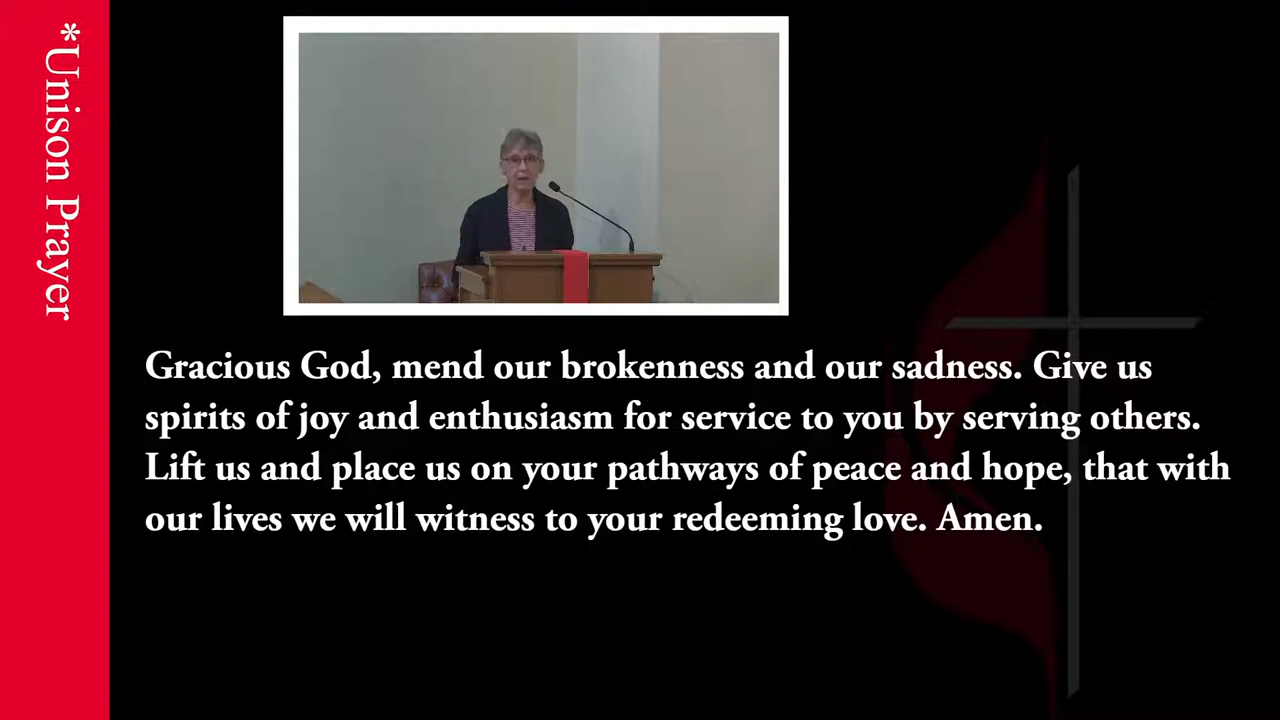 *Unison Prayer
Gracious God, mend our brokenness and our sadness. Give us
spirits of joy and enthusiasm for service to you by serving others.
Lift us and place us on your pathways of peace and hope, that with
our lives we will witness to your redeeming love. Amen.